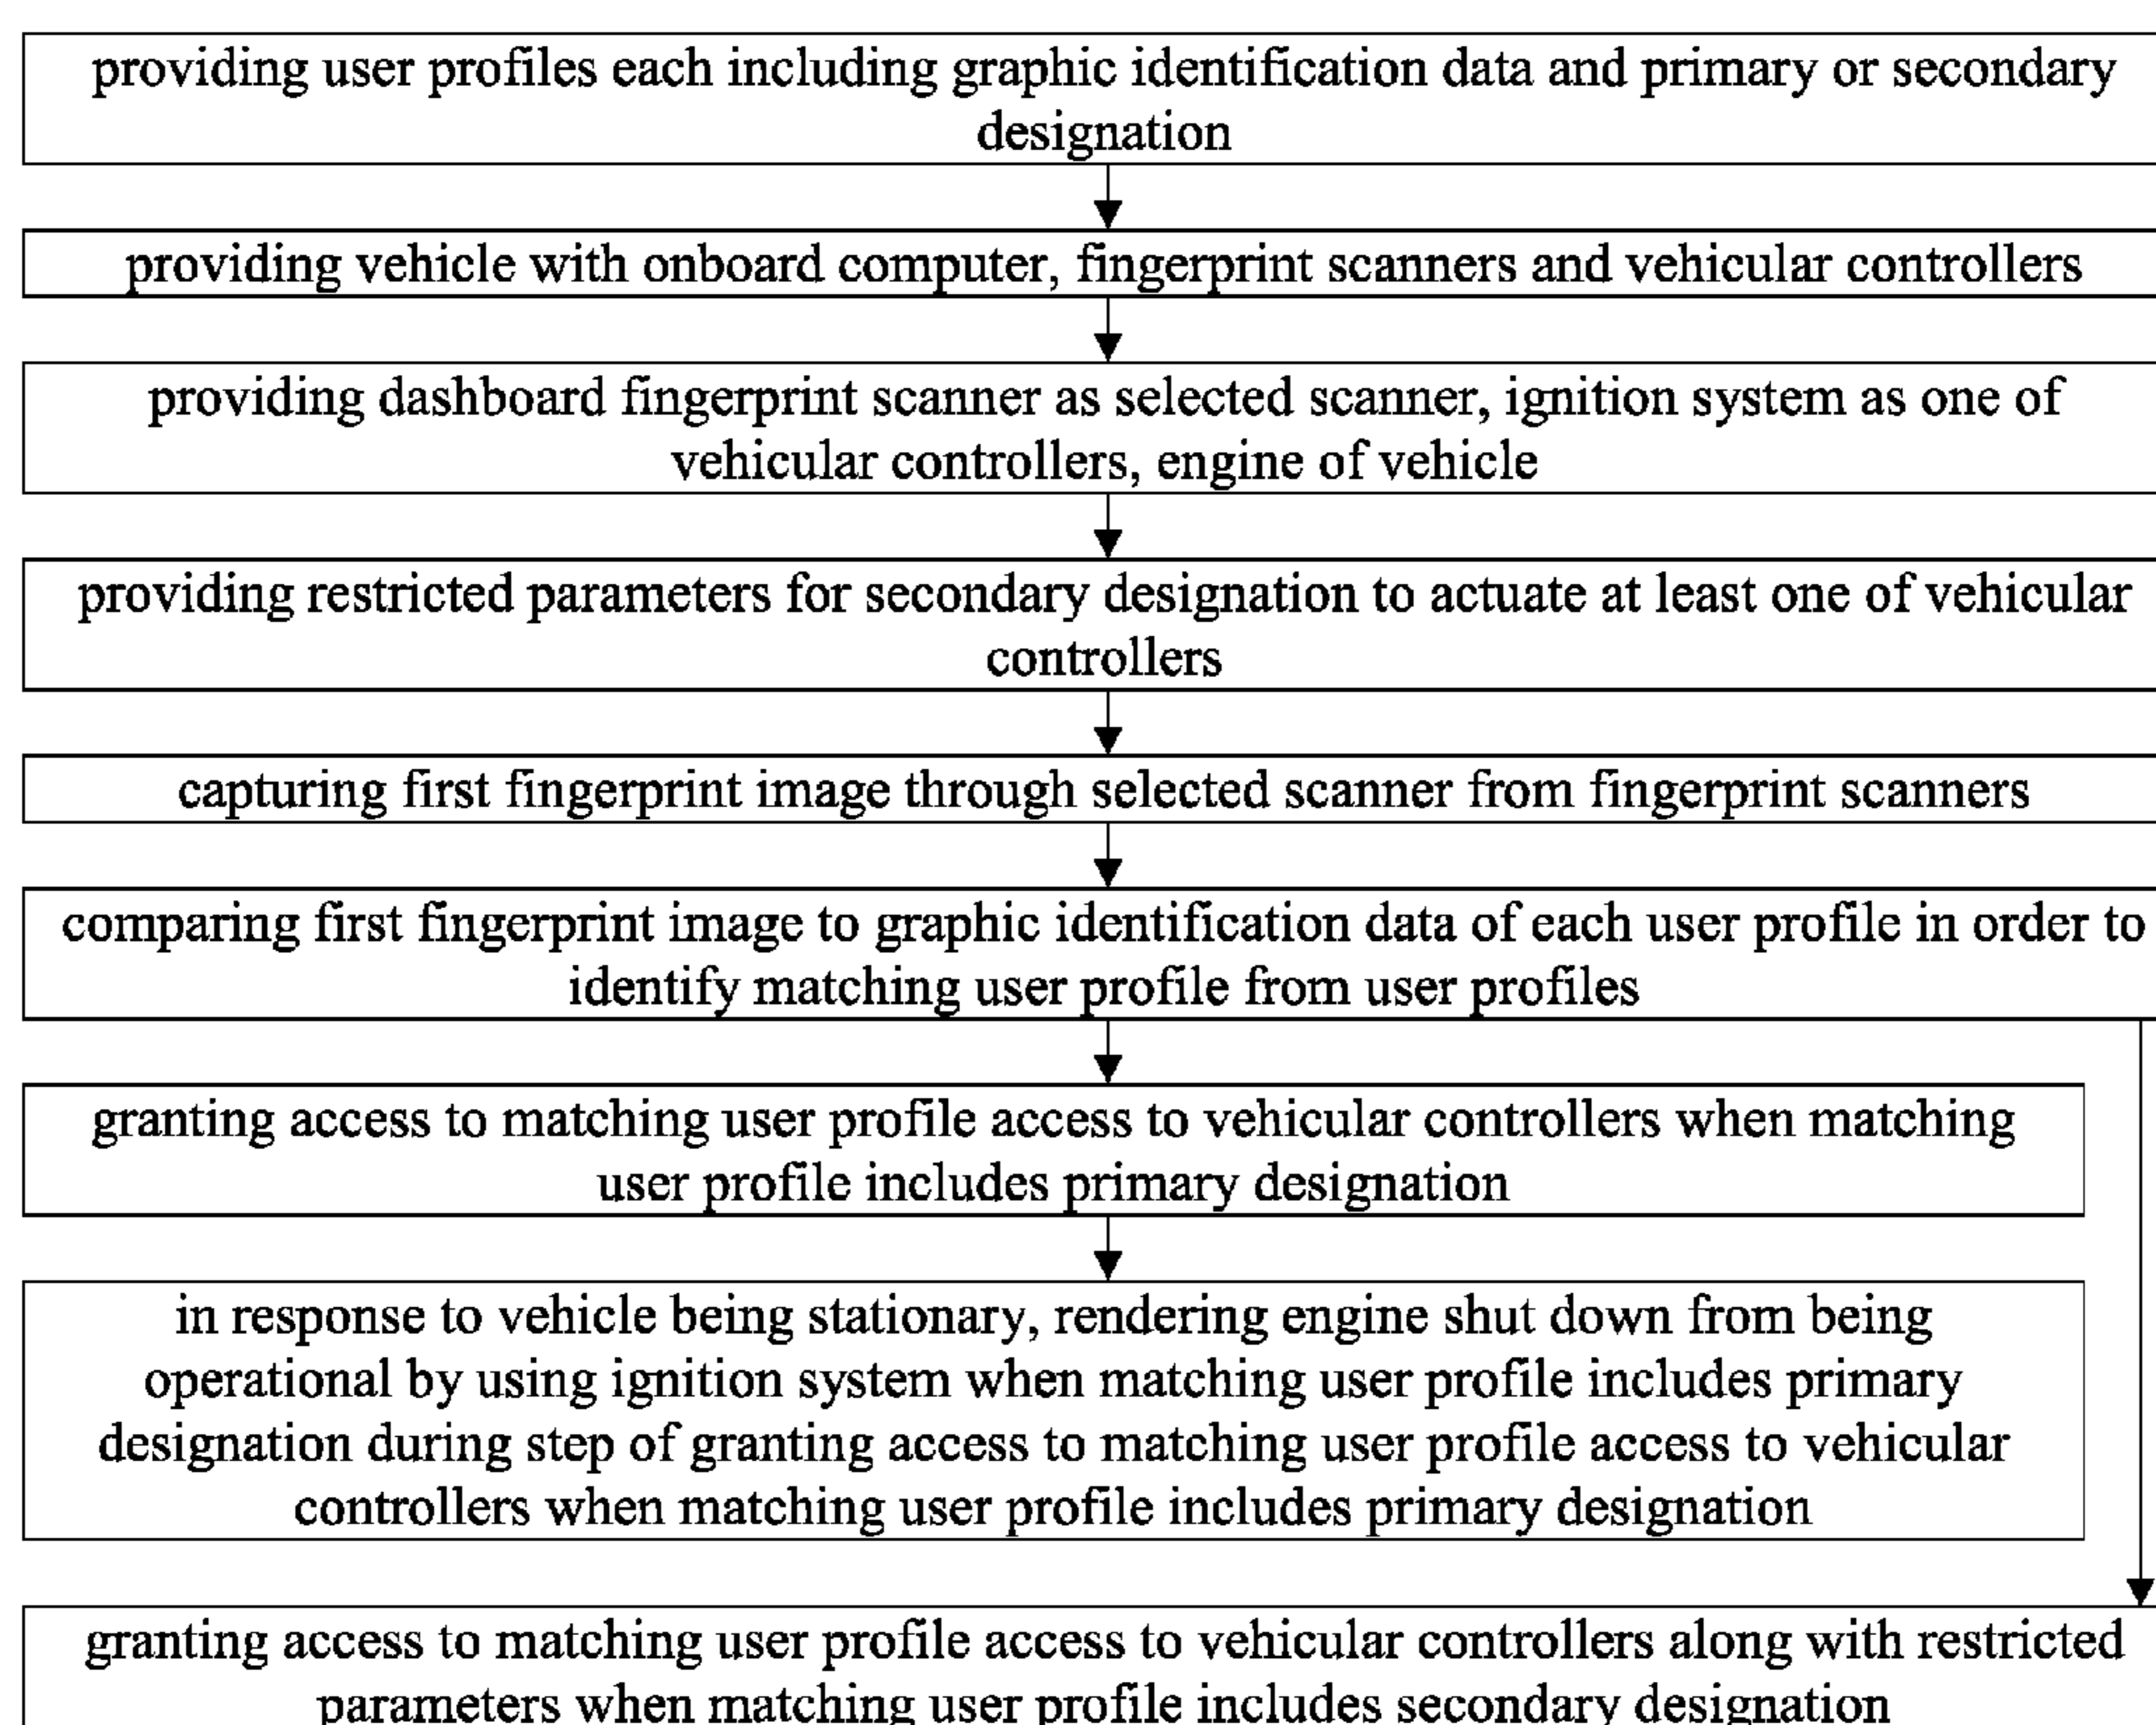 providing user profiles each including graphic identification data and primary or secondary
designation
providing vehicle with onboard computer, fingerprint scanners and vehicular controllers
providing dashboard fingerprint scanner as selected scanner, ignition system as one of
vehicular controllers, engine of vehicle
providing restricted parameters for secondary designation to actuate at least one of vehicular
controllers
capturing first fingerprint image through selected scanner from fingerprint scanners
comparing first fingerprint image to graphic identification data of each user profile in order to
identify matching user profile from user profiles
granting access to matching user profile access to vehicular controllers when matching
user profile includes primary designation
in response to vehicle being stationary, rendering engine shut down from being
operational by using ignition system when matching user profile includes primary
designation during step of granting access to matching user profile access to vehicular
controllers when matching user profile includes primary designation
granting access to matching user profile access to vehicular controllers along with restricted
parameters when matching user profile includes secondary designation